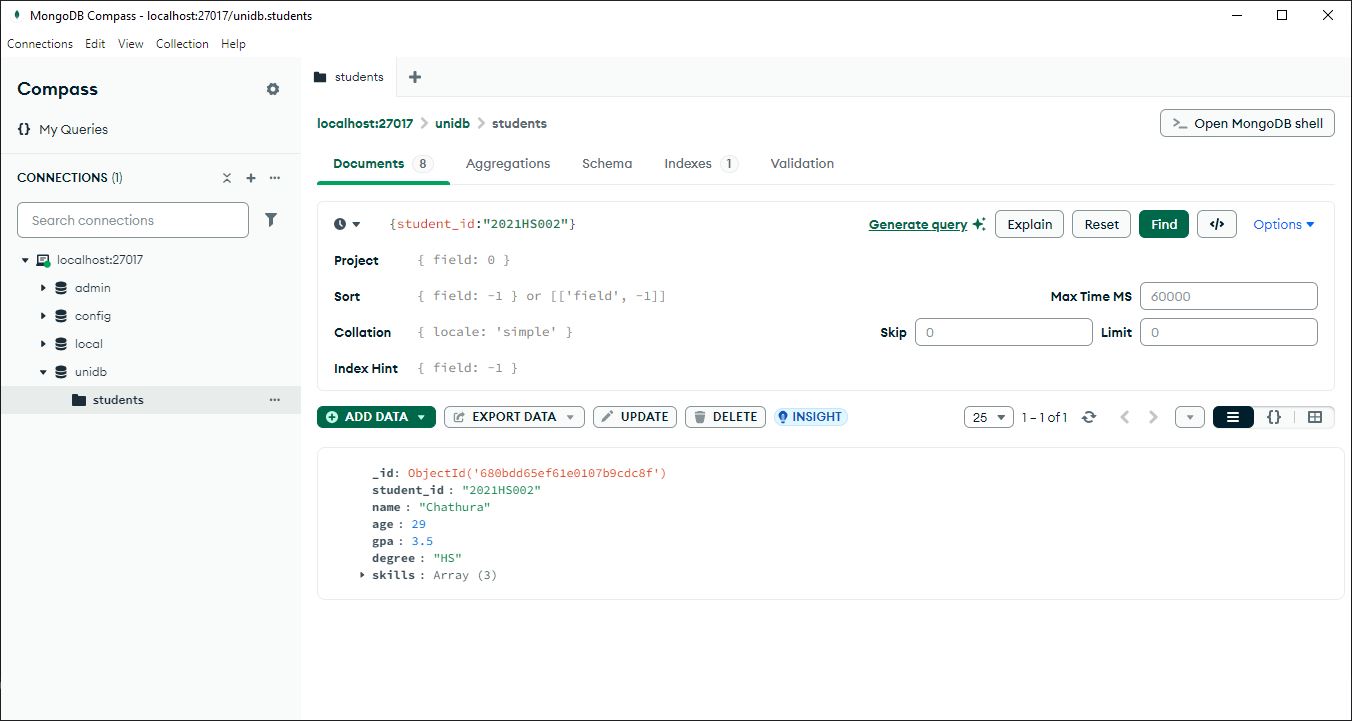 MongoDB Compass - localhost:27017/unidb.students
Connections Edit View Collection Help
Compass
{} My Queries
CONNECTIONS (1)
Search connections
localhost:27017
admin
config
local
unidb
students
students
localhost:27017 > unidb > students
>_ Open MongoDB shell
Documents 8 Aggregations Schema Indexes 1 Validation
{student_id:"2021HS002"}
Generate query Explain Reset Find </> Options
Project { field: 0 }
Sort { field: -1 } or [['field', -1]] Max Time MS 60000
Collation { locale: 'simple' } Skip 0 Limit 0
Index Hint { field: -1 }
ADD DATA EXPORT DATA UPDATE DELETE INSIGHT 25 1 – 1 of 1 {}
_id: ObjectId('680bdd65ef61e0107b9cdc8f')
student_id : "2021HS002"
name : "Chathura"
age : 29
gpa : 3.5
degree : "HS"
skills : Array (3)